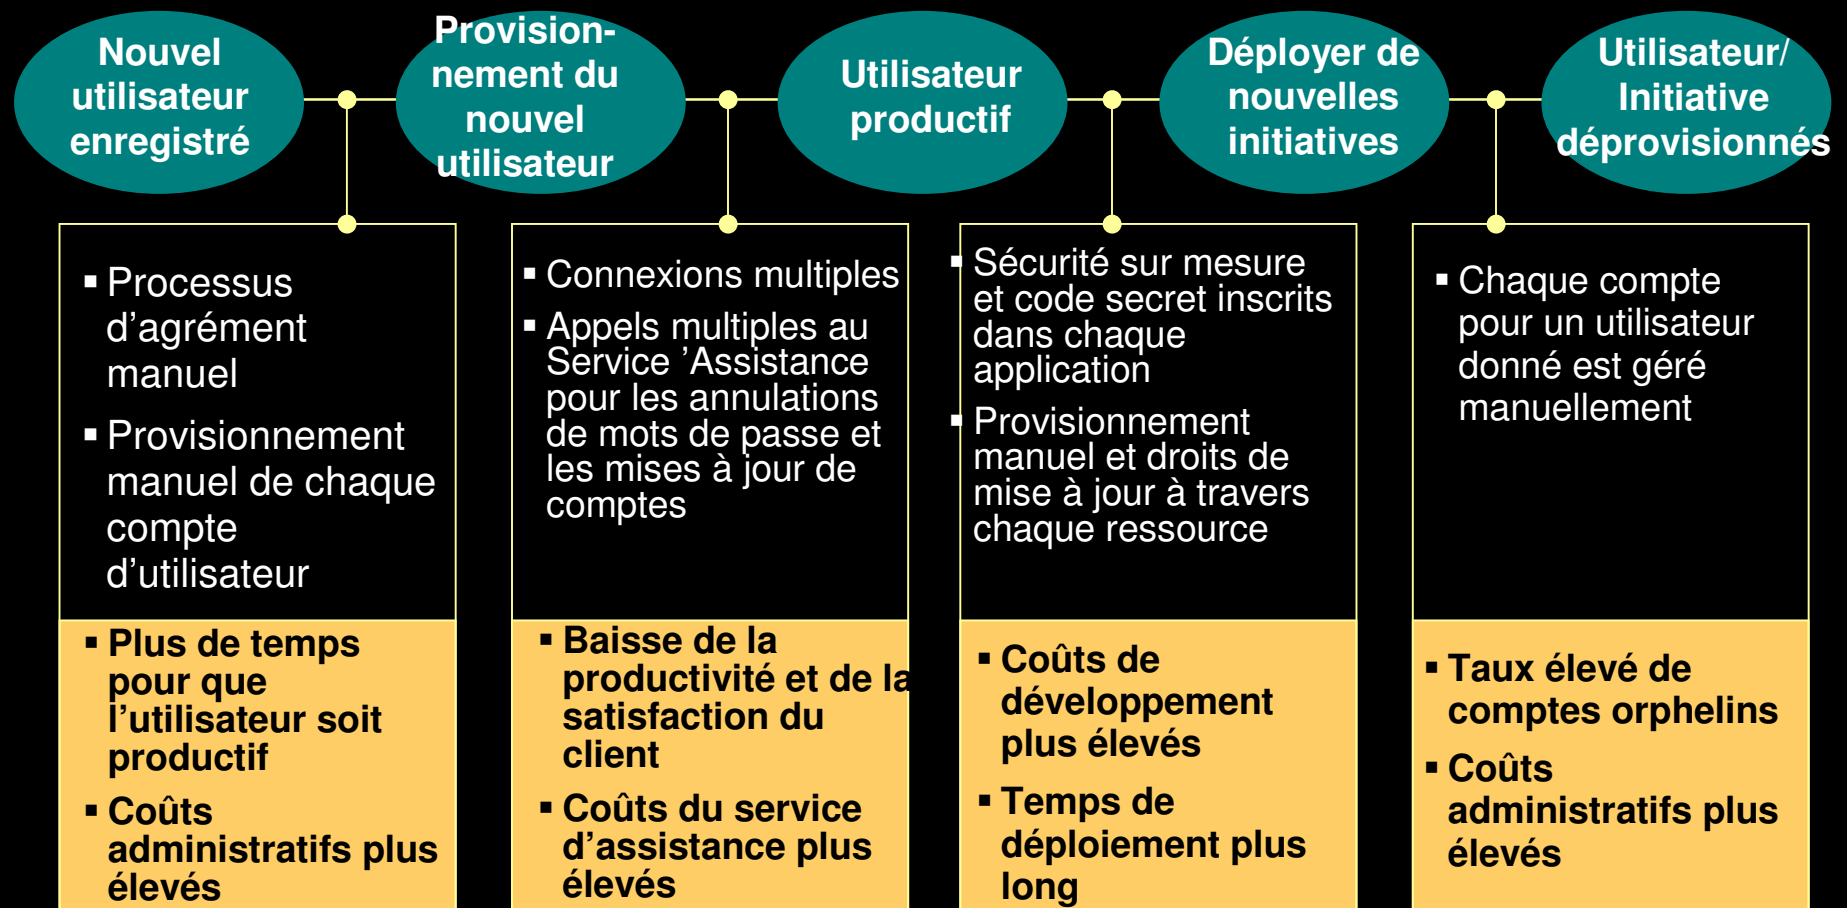 Nouvel
utilisateur
enregistré
Provision-
nement du
nouvel
utilisateur
Utilisateur
productif
Déployer de
nouvelles
initiatives
Utilisateur/
Initiative
déprovisionnés
▪ Processus
d’agrément
manuel
▪ Provisionnement
manuel de chaque
compte
d’utilisateur
▪ Plus de temps
pour que
l’utilisateur soit
productif
▪ Coûts
administratifs plus
élevés
▪ Connexions multiples
▪ Appels multiples au
Service ’Assistance
pour les annulations
de mots de passe et
les mises à jour de
comptes
▪ Baisse de la
productivité et de la
satisfaction du
client
▪ Coûts du service
d’assistance plus
élevés
▪ Sécurité sur mesure
et code secret inscrits
dans chaque
application
▪ Provisionnement
manuel et droits de
mise à jour à travers
chaque ressource
▪ Coûts de
développement
plus élevés
▪ Temps de
déploiement plus
long
▪ Chaque compte
pour un utilisateur
donné est géré
manuellement
▪ Taux élevé de
comptes orphelins
▪ Coûts
administratifs plus
élevés